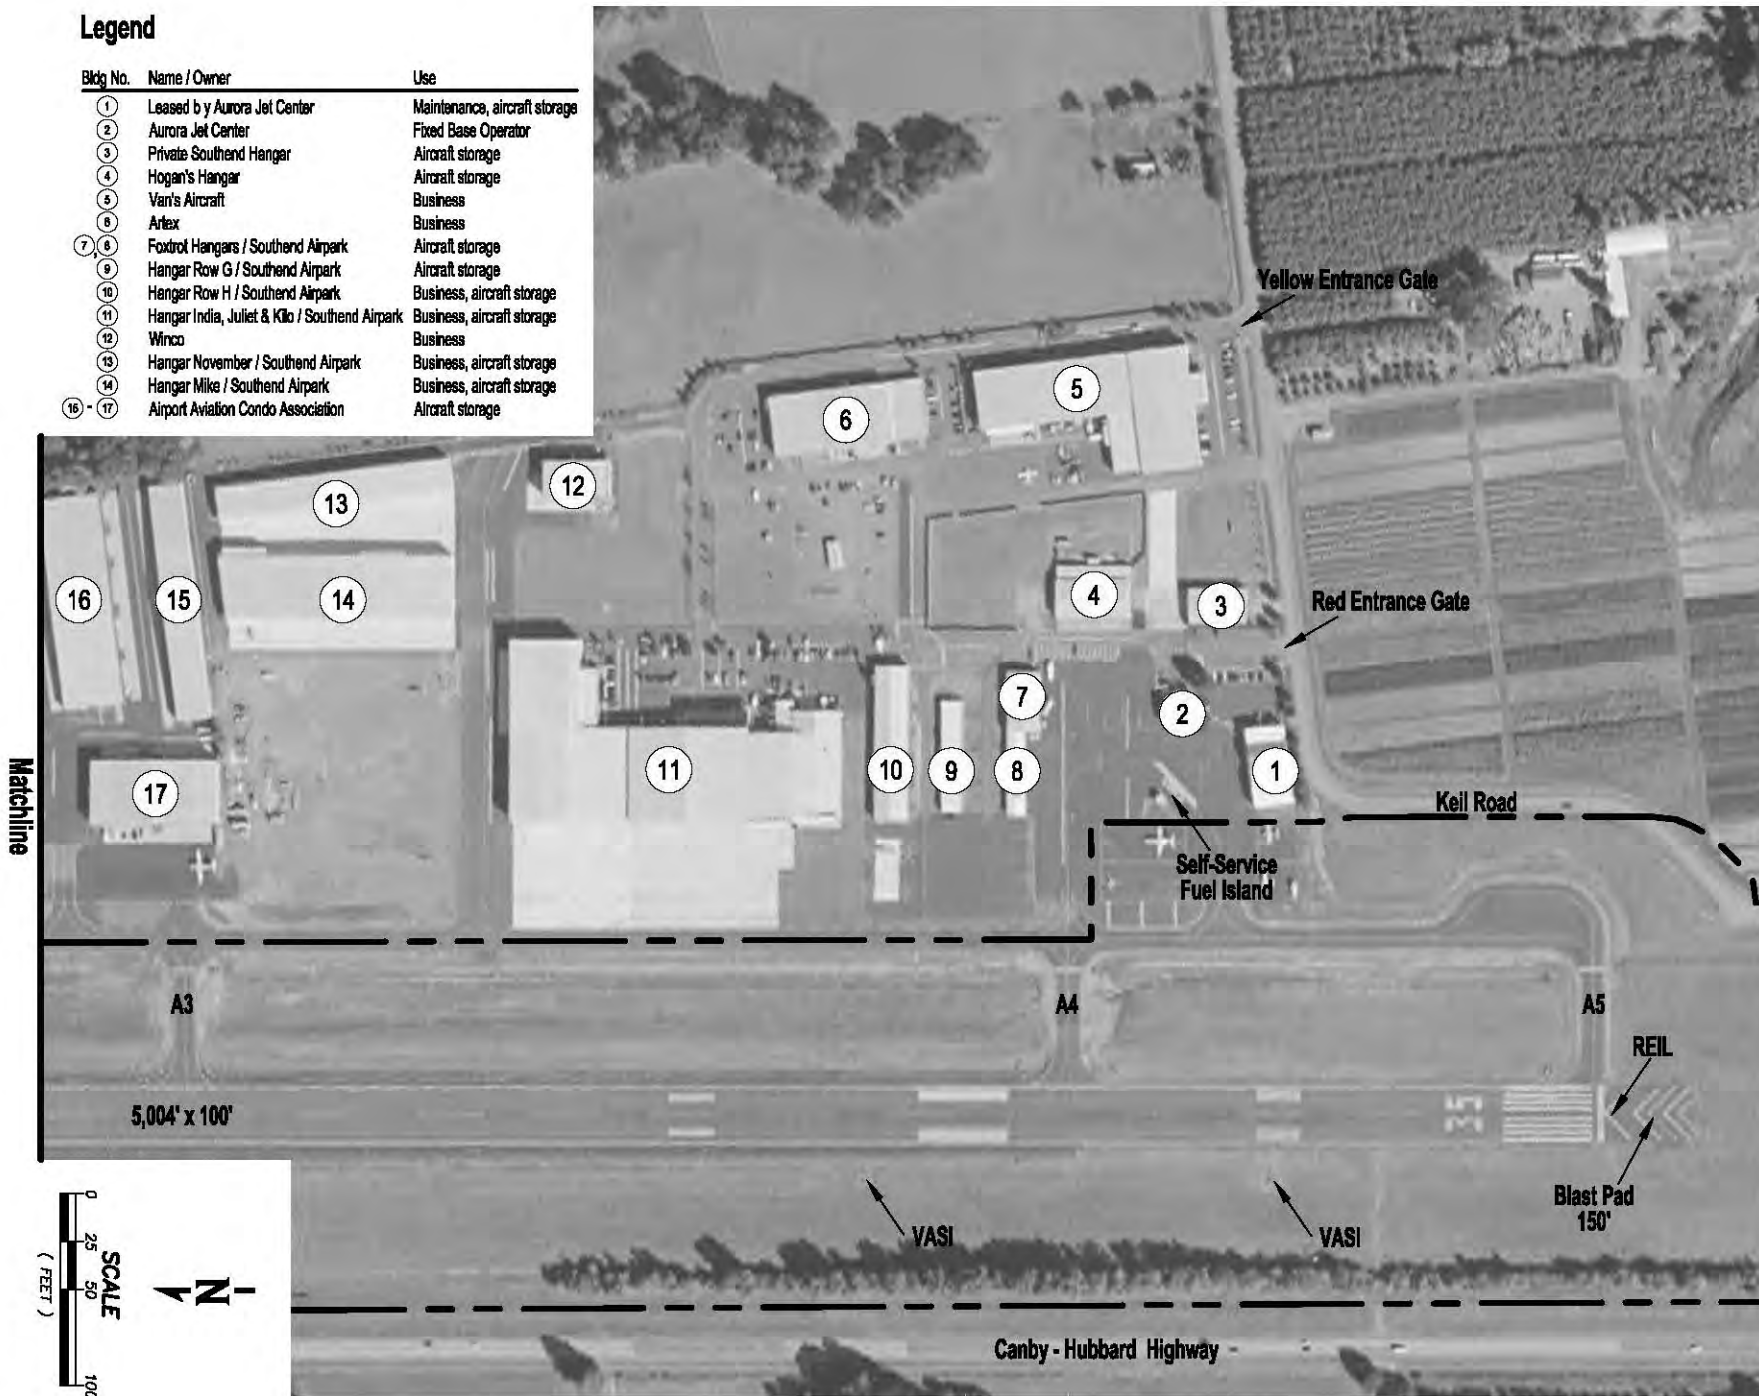 Legend
Bldg No. Name / Owner Use
1 Leased b y Aurora Jet Center Maintenance, aircraft storage
2 Aurora Jet Center Fixed Base Operator
3 Private Southend Hangar Aircraft storage
4 Hogan's Hangar Aircraft storage
5 Van's Aircraft Business
6 Artex Business
7, 8 Foxtrot Hangars / Southend Airpark Aircraft storage
9 Hangar Row G / Southend Airpark Aircraft storage
10 Hangar Row H / Southend Airpark Business, aircraft storage
11 Hangar India, Juliet & Kilo / Southend Airpark Business, aircraft storage
12 Winco Business
13 Hangar November / Southend Airpark Business, aircraft storage
14 Hangar Mike / Southend Airpark Business, aircraft storage
15 - 17 Airport Aviation Condo Association Aircraft storage
Yellow Entrance Gate
5
6
12
13
16
15
14
4
3
Red Entrance Gate
7
2
17
11
10
9
8
1
Matchline
Keil Road
Self-Service
Fuel Island
A3
A4
A5
REIL
5,004' x 100'
35
Blast Pad
150'
VASI
VASI
0
25
50
100
SCALE
( FEET )
N
Canby - Hubbard Highway